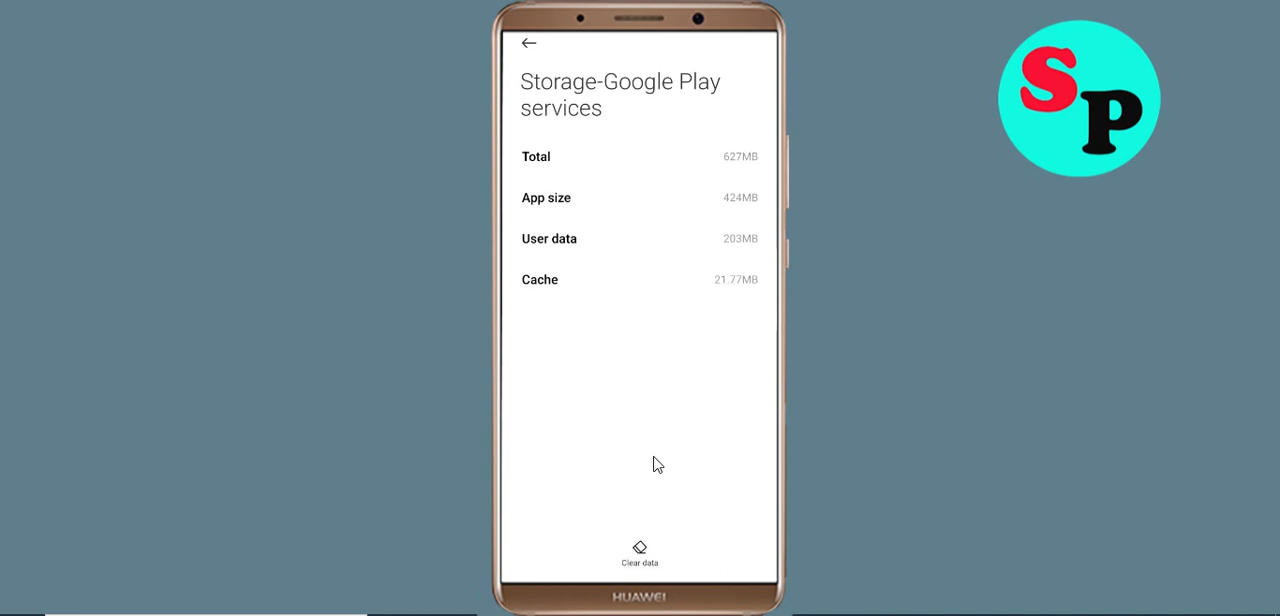 Storage-Google Play
services
Total 627MB
App size 424MB
User data 203MB
Cache 21.77MB
Clear data
HUAWEI
SP